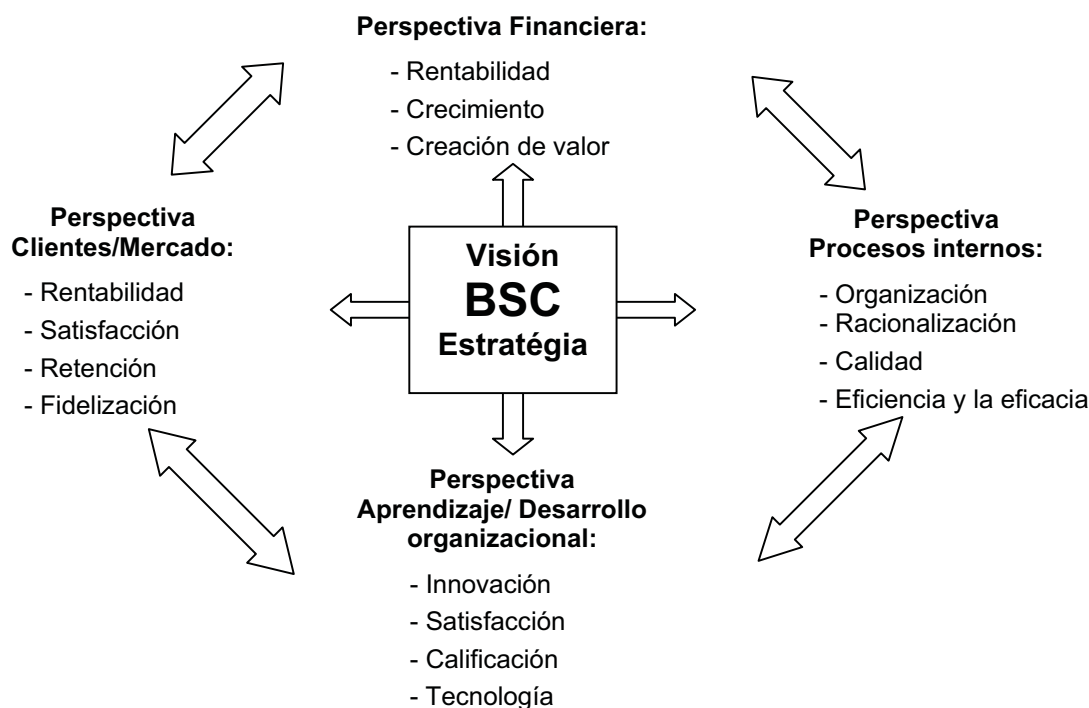 Perspectiva Financiera:
- Rentabilidad
- Crecimiento
- Creación de valor
Perspectiva
Clientes/Mercado:
- Rentabilidad
- Satisfacción
- Retención
- Fidelización
Visión
BSC
Estratégia
Perspectiva
Procesos internos:
- Organización
- Racionalización
- Calidad
- Eficiencia y la eficacia
Perspectiva
Aprendizaje/ Desarrollo
organizacional:
- Innovación
- Satisfacción
- Calificación
- Tecnología